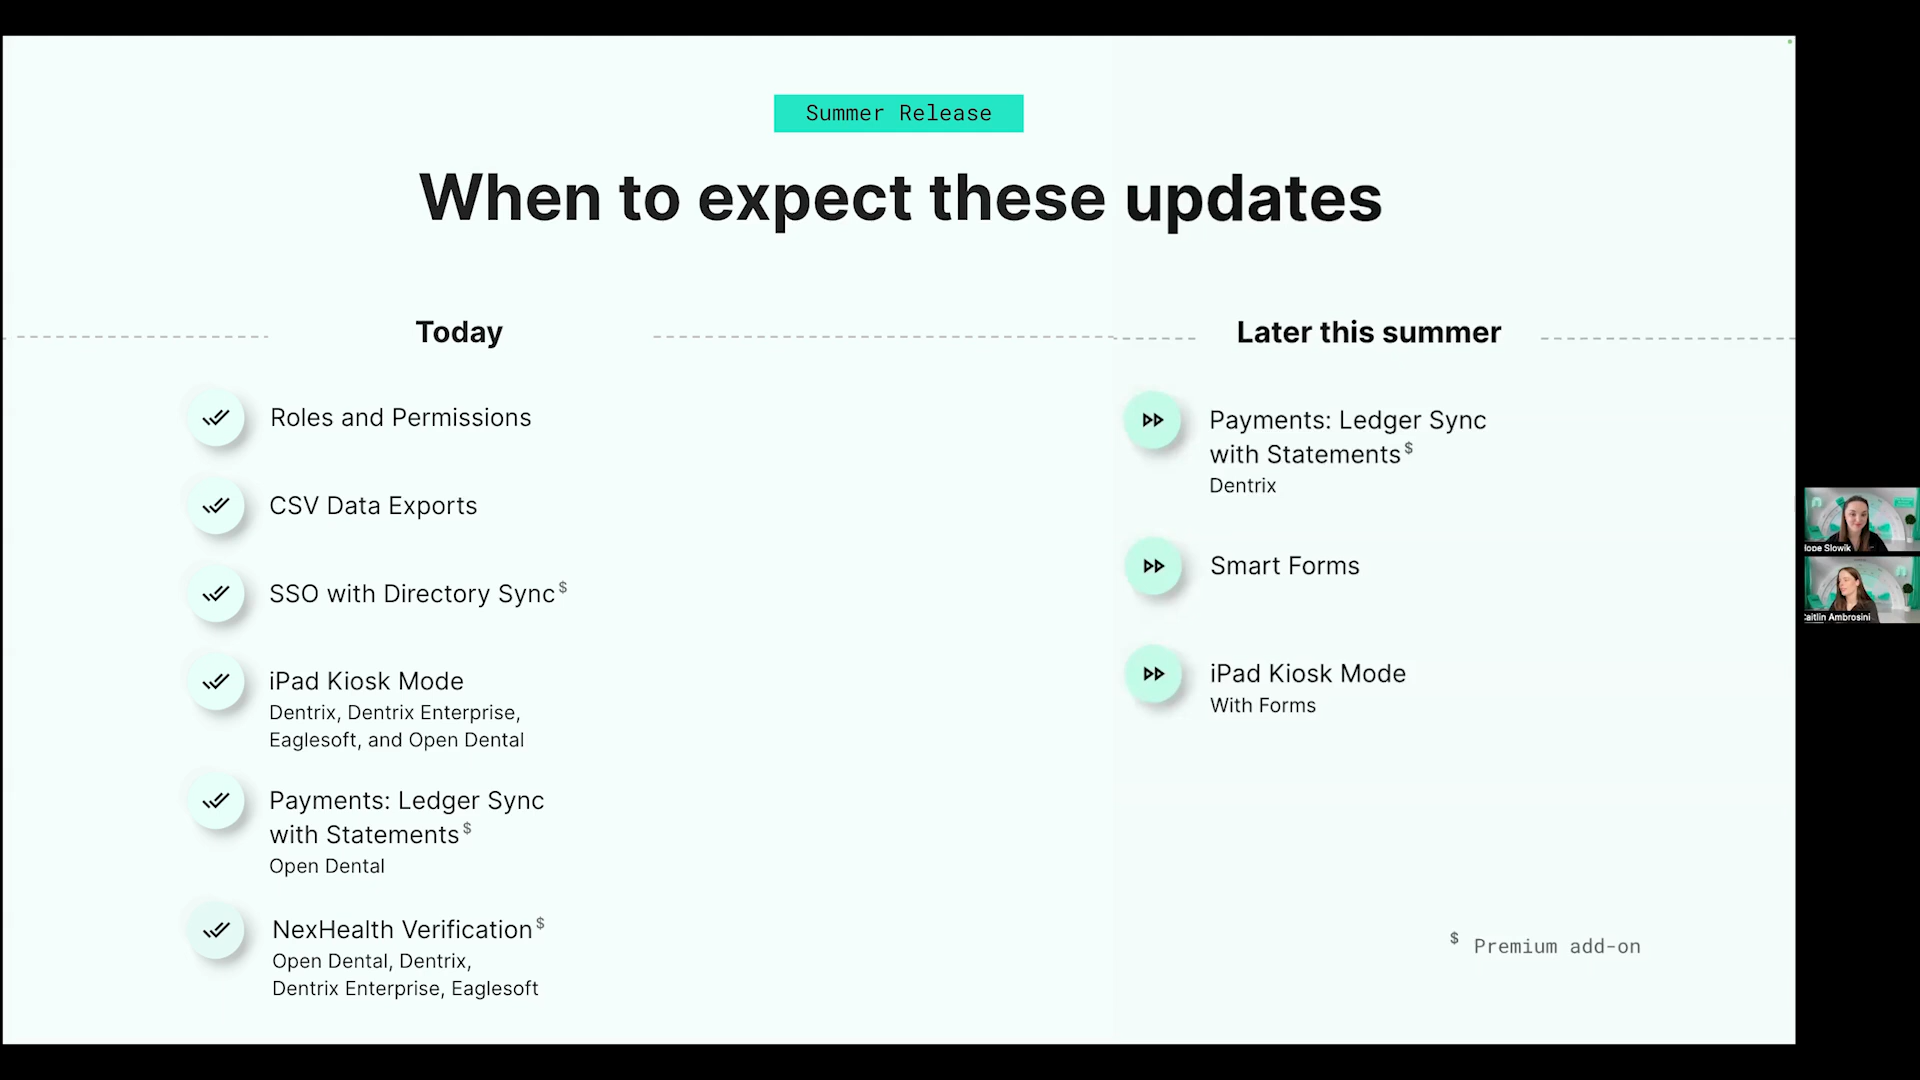 Summer Release
When to expect these updates
Today
Roles and Permissions
CSV Data Exports
SSO with Directory Sync $
iPad Kiosk Mode
Dentrix, Dentrix Enterprise,
Eaglesoft, and Open Dental
Payments: Ledger Sync
with Statements $
Open Dental
NexHealth Verification $
Open Dental, Dentrix,
Dentrix Enterprise, Eaglesoft
Later this summer
Payments: Ledger Sync
with Statements $
Dentrix
Smart Forms
iPad Kiosk Mode
With Forms
$ Premium add-on
Hope Slowik
Caitlin Ambrosini